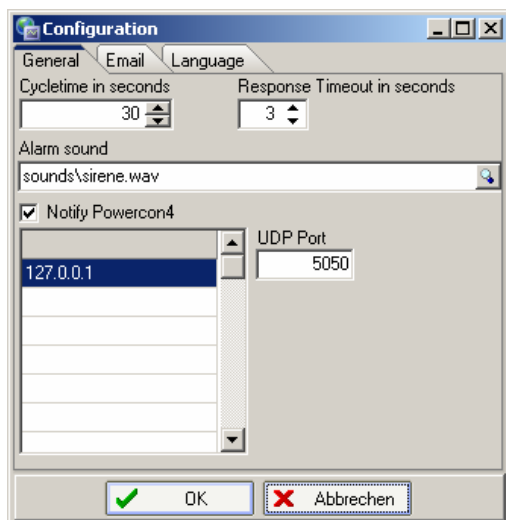 Configuration
General Email Language
Cycletime in seconds Response Timeout in seconds
30 3
Alarm sound
sounds\sirene.wav
Notify Powercon4
UDP Port
5050
127.0.0.1
OK Abbrechen